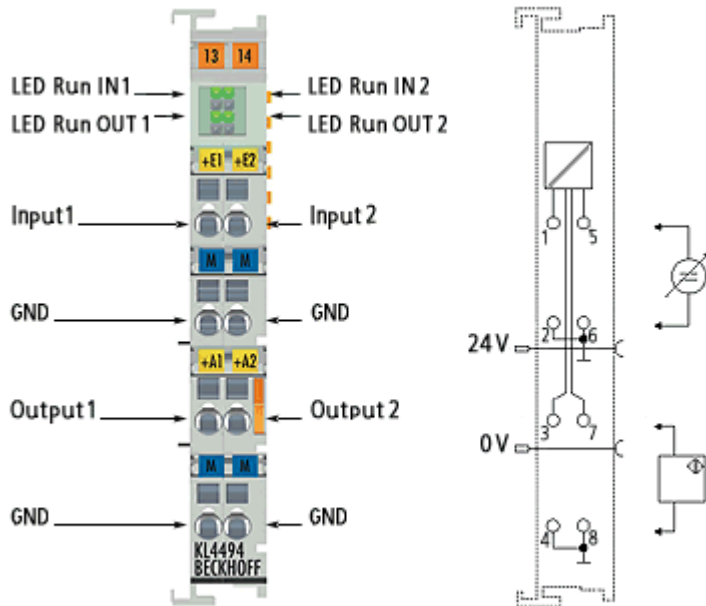 13 14
LED Run IN1
LED Run IN2
LED Run OUT 1
LED Run OUT 2
+E1 +E2
Input1
Input 2
M M
GND
GND
+A1 +A2
Output1
Output 2
M M
GND
GND
KL4494
BECKHOFF
1 5
2 6
24 V
3 7
0 V
4 8